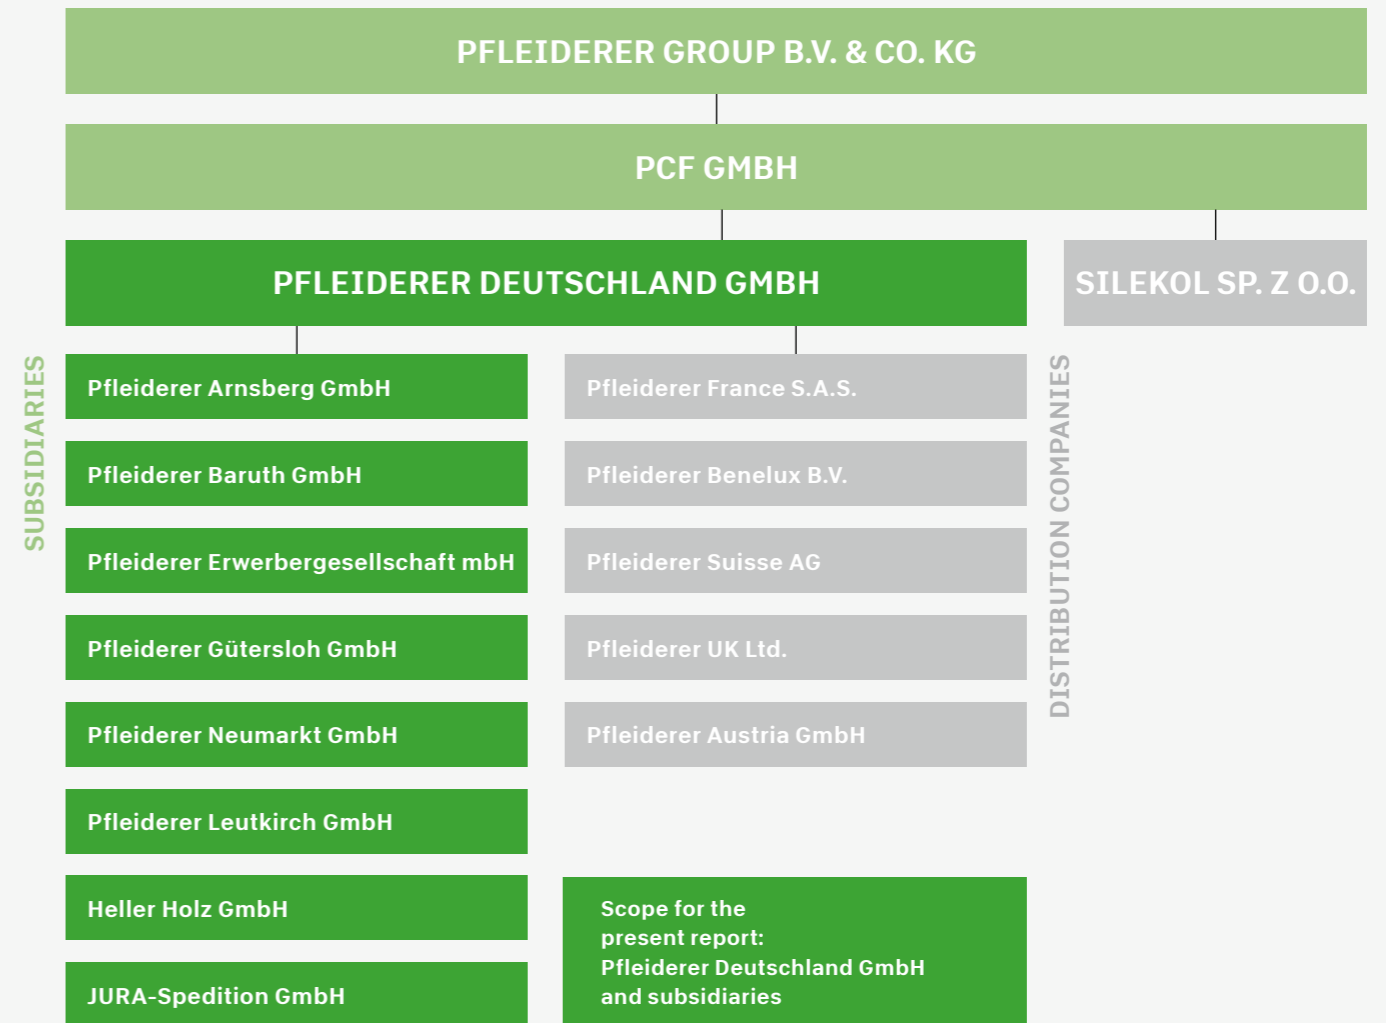 PFLEIDERER GROUP B.V. & CO. KG
PCF GMBH
PFLEIDERER DEUTSCHLAND GMBH
SILEKOL SP. Z O.O.
SUBSIDIARIES
Pfleiderer Arnsberg GmbH
Pfleiderer Baruth GmbH
Pfleiderer Erwerbergesellschaft mbH
Pfleiderer Gütersloh GmbH
Pfleiderer Neumarkt GmbH
Pfleiderer Leutkirch GmbH
Heller Holz GmbH
JURA-Spedition GmbH
Pfleiderer France S.A.S.
Pfleiderer Benelux B.V.
Pfleiderer Suisse AG
Pfleiderer UK Ltd.
Pfleiderer Austria GmbH
DISTRIBUTION COMPANIES
Scope for the
present report:
Pfleiderer Deutschland GmbH
and subsidiaries